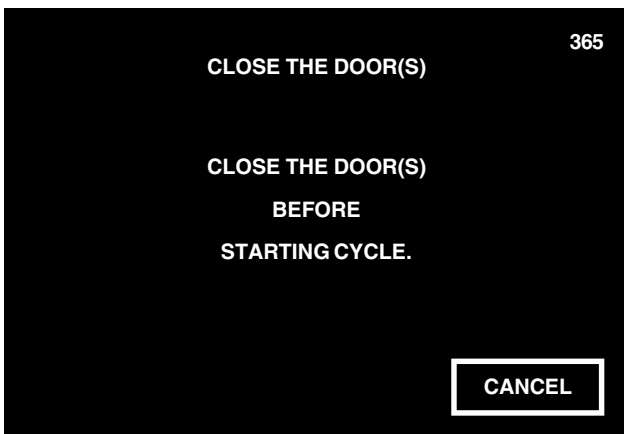 365
CLOSE THE DOOR(S)
CLOSE THE DOOR(S)
BEFORE
STARTING CYCLE.
CANCEL